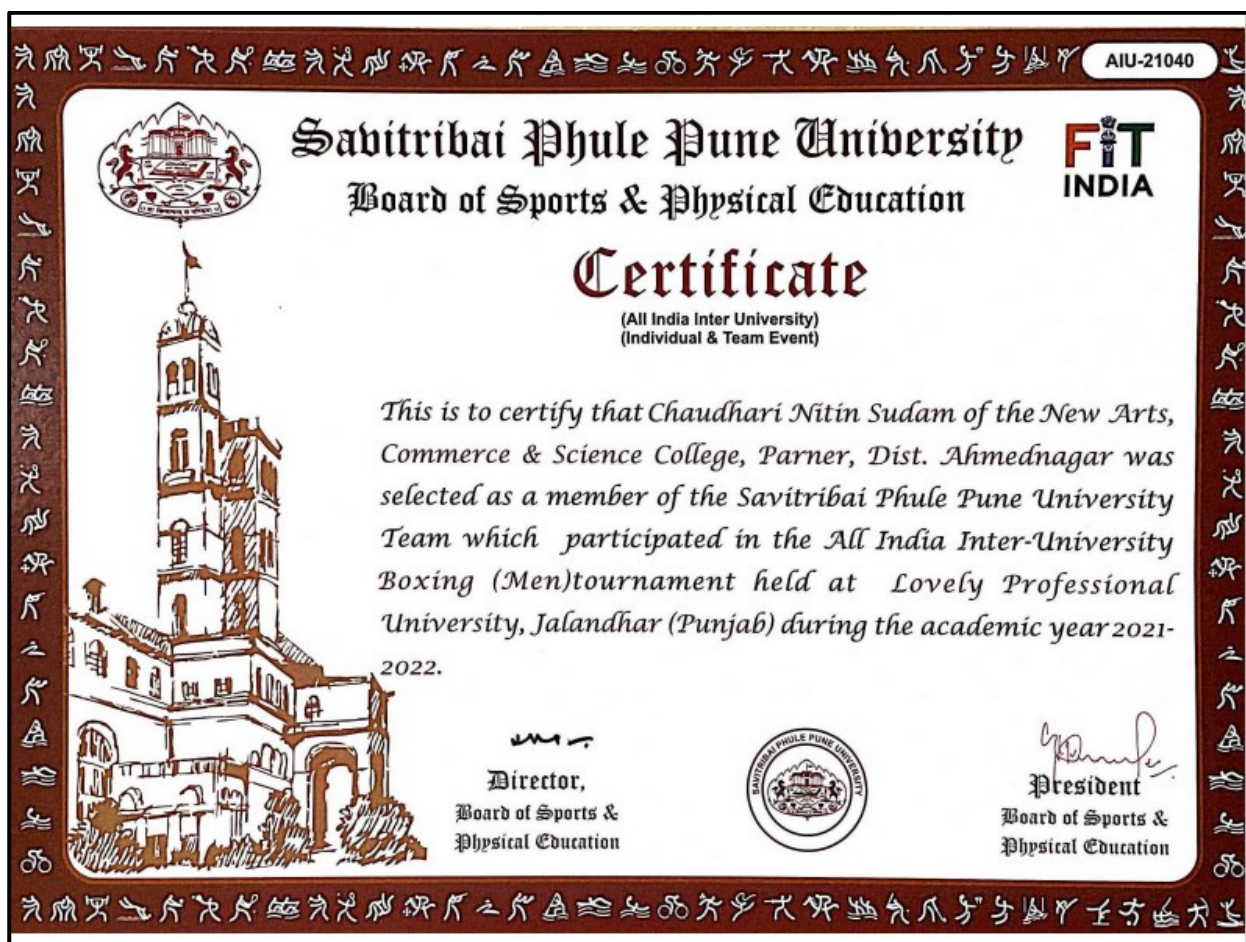 AIU-21040
Savitribai Phule Pune University
Board of Sports & Physical Education
FIT
INDIA
Certificate
(All India Inter University)
(Individual & Team Event)
This is to certify that Chaudhari Nitin Sudam of the New Arts,
Commerce & Science College, Parner, Dist. Ahmednagar was
selected as a member of the Savitribai Phule Pune University
Team which participated in the All India Inter-University
Boxing (Men)tournament held at Lovely Professional
University, Jalandhar (Punjab) during the academic year 2021-
2022.
Director,
Board of Sports &
Physical Education
SAVITRIBAI PHULE PUNE UNIVERSITY
President
Board of Sports &
Physical Education